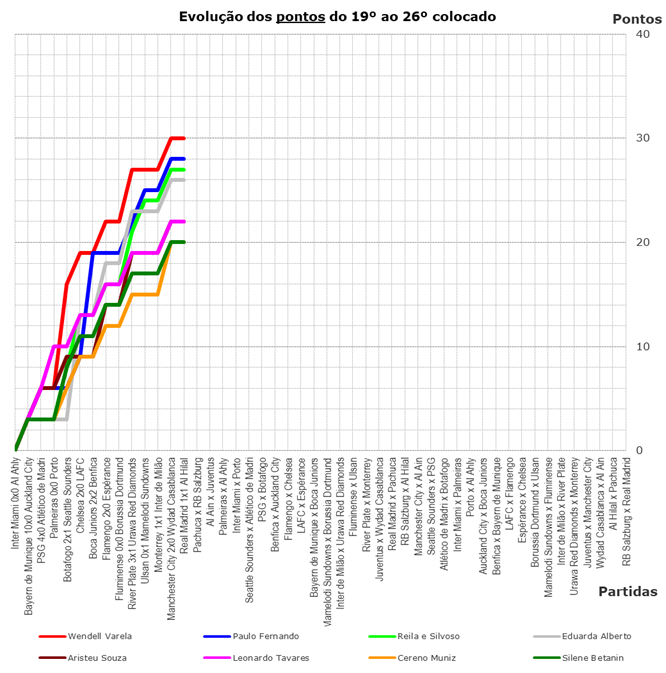 Evolução dos pontos do 19º ao 26º colocado
Pontos
40
30
20
10
0
Inter Miami 0x0 Al Ahly
Bayern de Munique 10x0 Auckland City
PSG 4x0 Atlético de Madri
Palmeiras 0x0 Porto
Botafogo 2x1 Seattle Sounders
Chelsea 2x0 LAFC
Boca Juniors 2x2 Benfica
Flamengo 2x0 Espérance
Fluminense 0x0 Borussia Dortmund
River Plate 3x1 Urawa Red Diamonds
Ulsan 0x1 Mamelodi Sundowns
Monterrey 1x1 Inter de Milão
Manchester City 2x0 Wydad Casablanca
Real Madrid 1x1 Al Hilal
Pachuca x RB Salzburg
Al Ain x Juventus
Palmeiras x Al Ahly
Inter Miami x Porto
Seattle Sounders x Atlético de Madri
PSG x Botafogo
Benfica x Auckland City
Flamengo x Chelsea
LAFC x Espérance
Bayern de Munique x Boca Juniors
Mamelodi Sundowns x Borussia Dortmund
Inter de Milão x Urawa Red Diamonds
Fluminense x Ulsan
River Plate x Monterrey
Juventus x Wydad Casablanca
Real Madrid x Pachuca
RB Salzburg x Al Hilal
Manchester City x Al Ain
Seattle Sounders x PSG
Atlético de Madri x Botafogo
Inter Miami x Palmeiras
Porto x Al Ahly
Auckland City x Boca Juniors
Benfica x Bayern de Munique
LAFC x Flamengo
Espérance x Chelsea
Borussia Dortmund x Ulsan
Mamelodi Sundowns x Fluminense
Inter de Milão x River Plate
Urawa Red Diamonds x Monterrey
Juventus x Manchester City
Wydad Casablanca x Al Ain
Al Hilal x Pachuca
RB Salzburg x Real Madrid
Partidas
Wendell Varela Paulo Fernando Reila e Silvoso Eduarda Alberto
Aristeu Souza Leonardo Tavares Cereno Muniz Silene Betanin